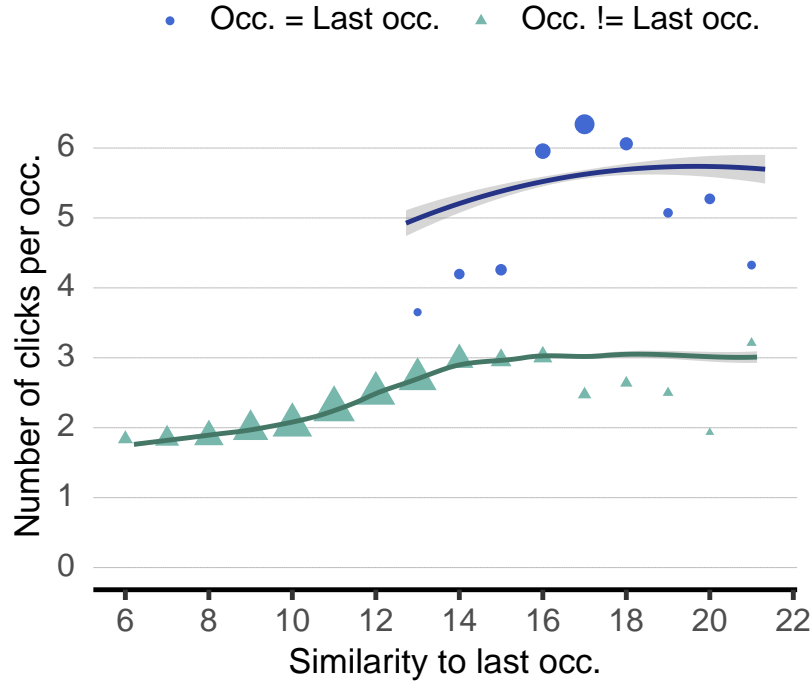 Occ. = Last occ. Occ. != Last occ.
Number of clicks per occ.
6
5
4
3
2
1
0
6 8 10 12 14 16 18 20 22
Similarity to last occ.